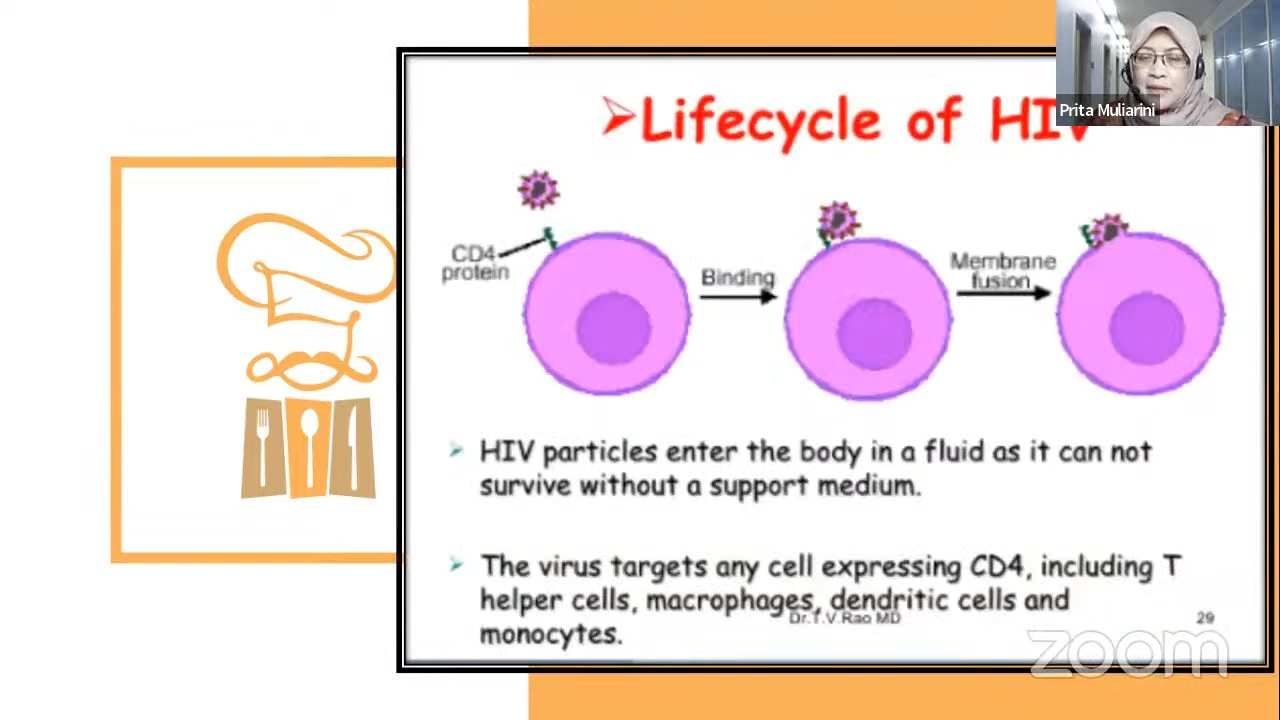 Prita Muliarini
Lifecycle of HIV
CD4
protein
Binding
Membrane
fusion
HIV particles enter the body in a fluid as it can not
survive without a support medium.
The virus targets any cell expressing CD4, including T
helper cells, macrophages, dendritic cells and
monocytes.
Dr.T.V.Rao MD
29
zoom